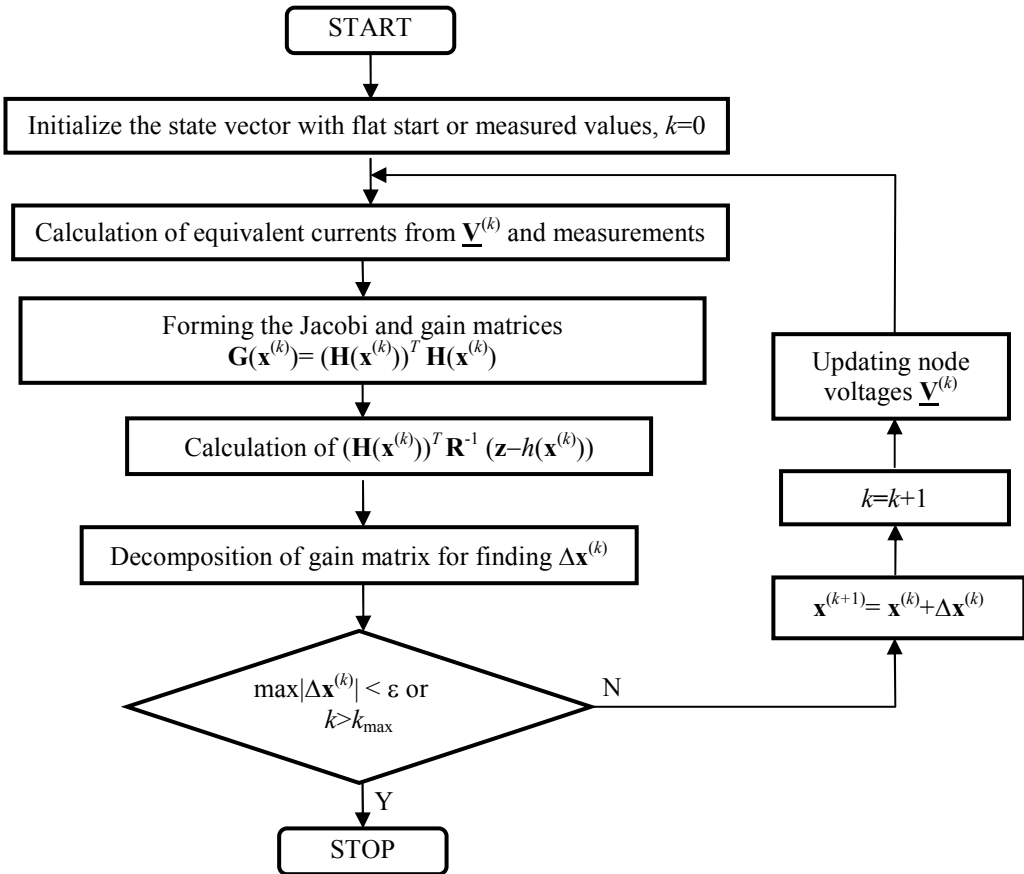 START
Initialize the state vector with flat start or measured values, k=0
Calculation of equivalent currents from V^(k) and measurements
Forming the Jacobi and gain matrices
G(x^(k))= (H(x^(k)))^T H(x^(k))
Calculation of (H(x^(k)))^T R^-1 (z−h(x^(k)))
Decomposition of gain matrix for finding Δx^(k)
max|Δx^(k)| < ε or
k>k_max
N
Y
STOP
x^(k+1)= x^(k)+Δx^(k)
k=k+1
Updating node
voltages V^(k)